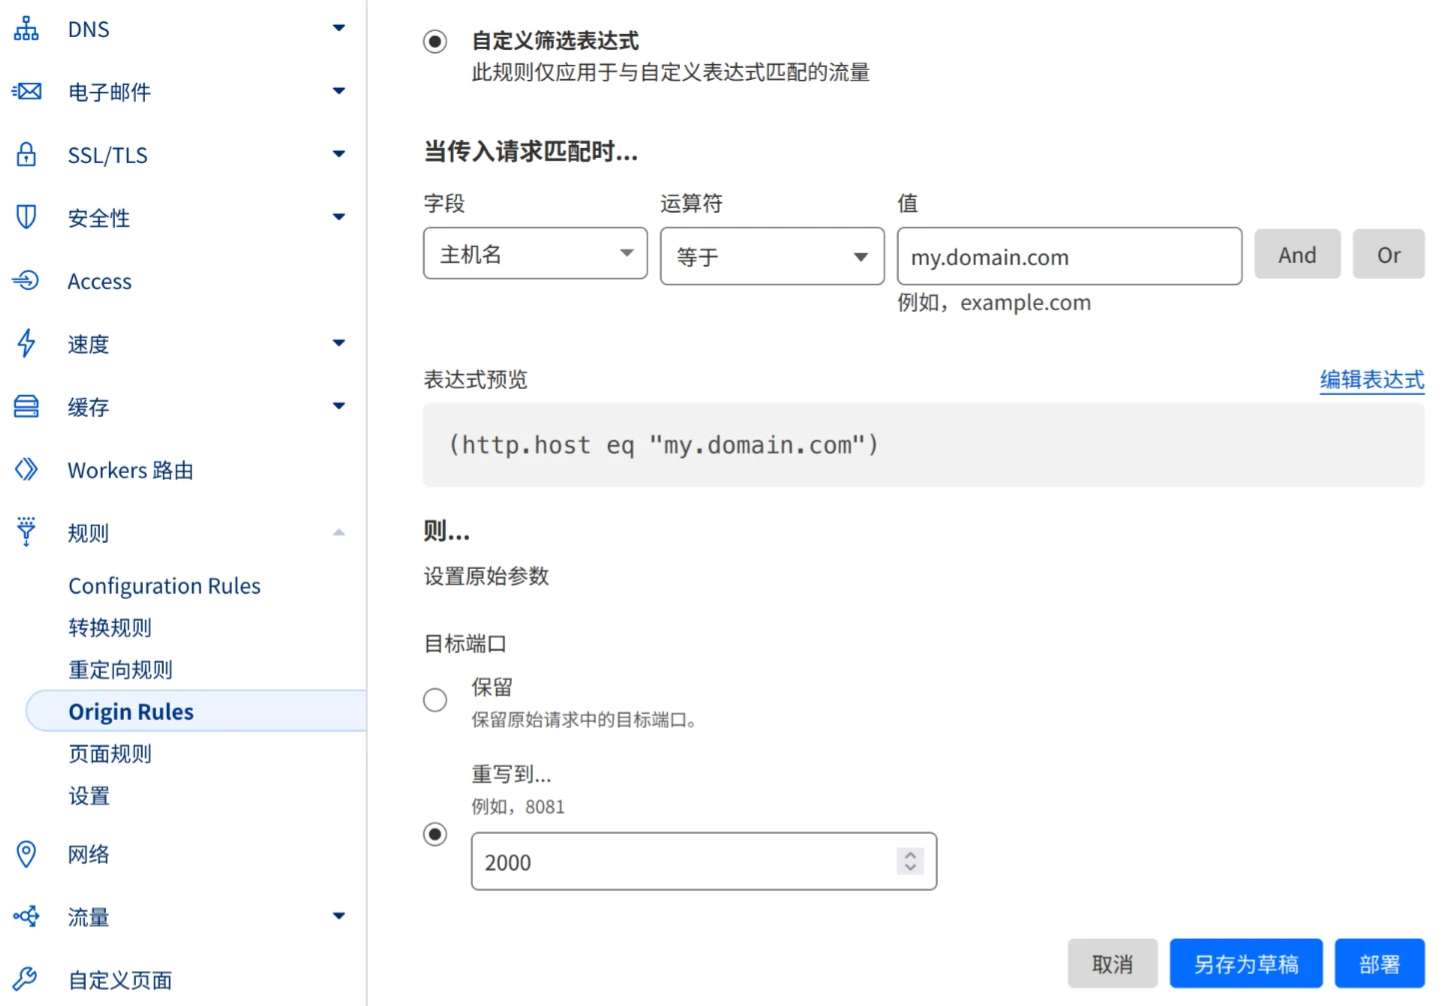 DNS
电子邮件
SSL/TLS
安全性
Access
速度
缓存
Workers 路由
规则
Configuration Rules
转换规则
重定向规则
Origin Rules
页面规则
设置
网络
流量
自定义页面
自定义筛选表达式
此规则仅应用于与自定义表达式匹配的流量
当传入请求匹配时...
字段 运算符 值
主机名 等于 my.domain.com And Or
例如，example.com
表达式预览 编辑表达式
(http.host eq "my.domain.com")
则...
设置原始参数
目标端口
保留
保留原始请求中的目标端口。
重写到...
例如，8081
2000
取消 另存为草稿 部署